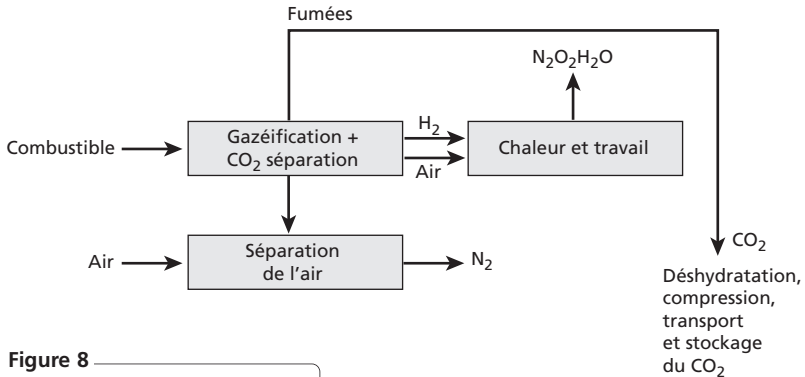 Fumées
N₂O₂H₂O
Combustible
Gazéification +
CO₂ séparation
H₂
Air
Chaleur et travail
Air
Séparation
de l'air
N₂
CO₂
Déshydratation,
compression,
transport
et stockage
du CO₂
Figure 8